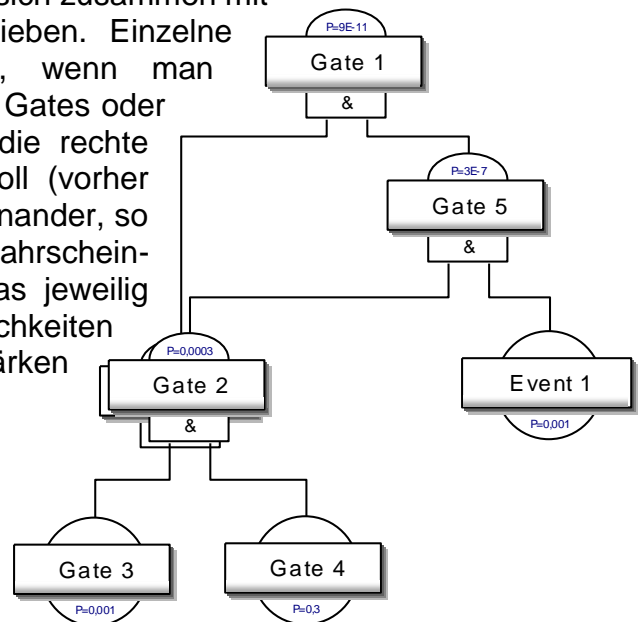 sich zusammen mit
ieben. Einzelne
, wenn man
Gates oder
die rechte
oll (vorher
nander, so
ahrschein-
as jeweilig
chkeiten
ärken
P=9E-11
Gate 1
&
P=3E-7
Gate 5
&
P=0,0003
Gate 2
&
Event 1
P=0,001
Gate 3
P=0,001
Gate 4
P=0,3